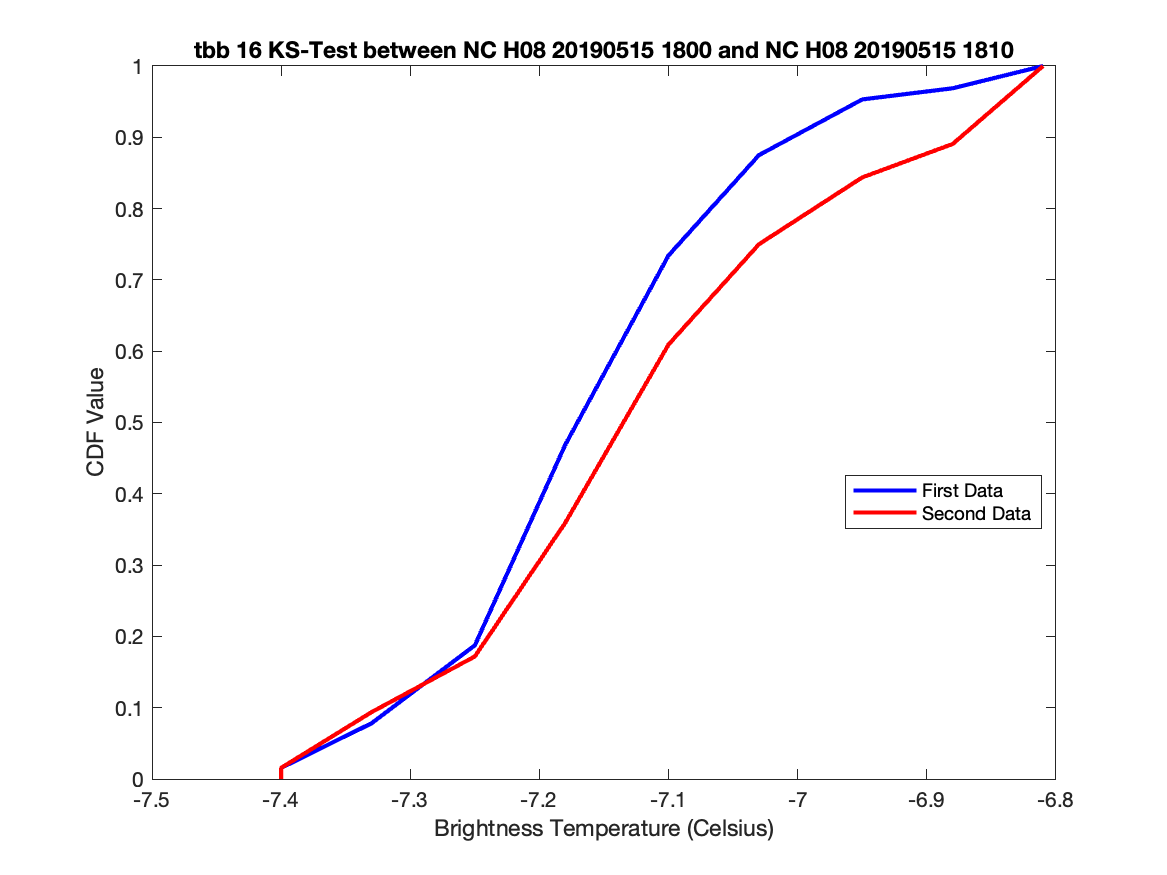 tbb 16 KS-Test between NC H08 20190515 1800 and NC H08 20190515 1810
1
0.9
0.8
0.7
0.6
0.5
0.4
0.3
0.2
0.1
0
CDF Value
First Data
Second Data
-7.5 -7.4 -7.3 -7.2 -7.1 -7 -6.9 -6.8
Brightness Temperature (Celsius)